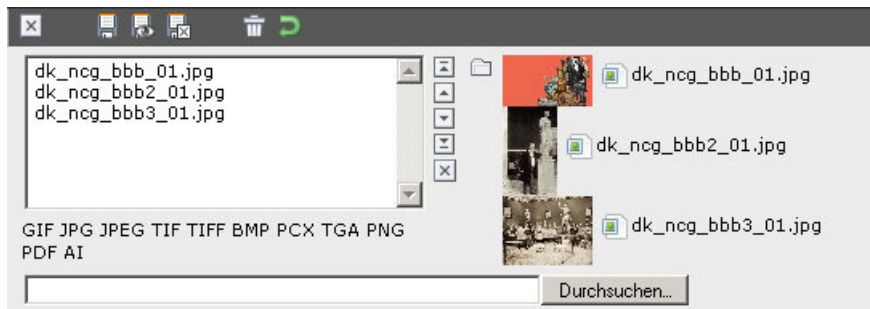 dk_ncg_bbb_01.jpg
dk_ncg_bbb2_01.jpg
dk_ncg_bbb3_01.jpg
GIF JPG JPEG TIF TIFF BMP PCX TGA PNG
PDF AI
dk_ncg_bbb_01.jpg
dk_ncg_bbb2_01.jpg
dk_ncg_bbb3_01.jpg
Durchsuchen...